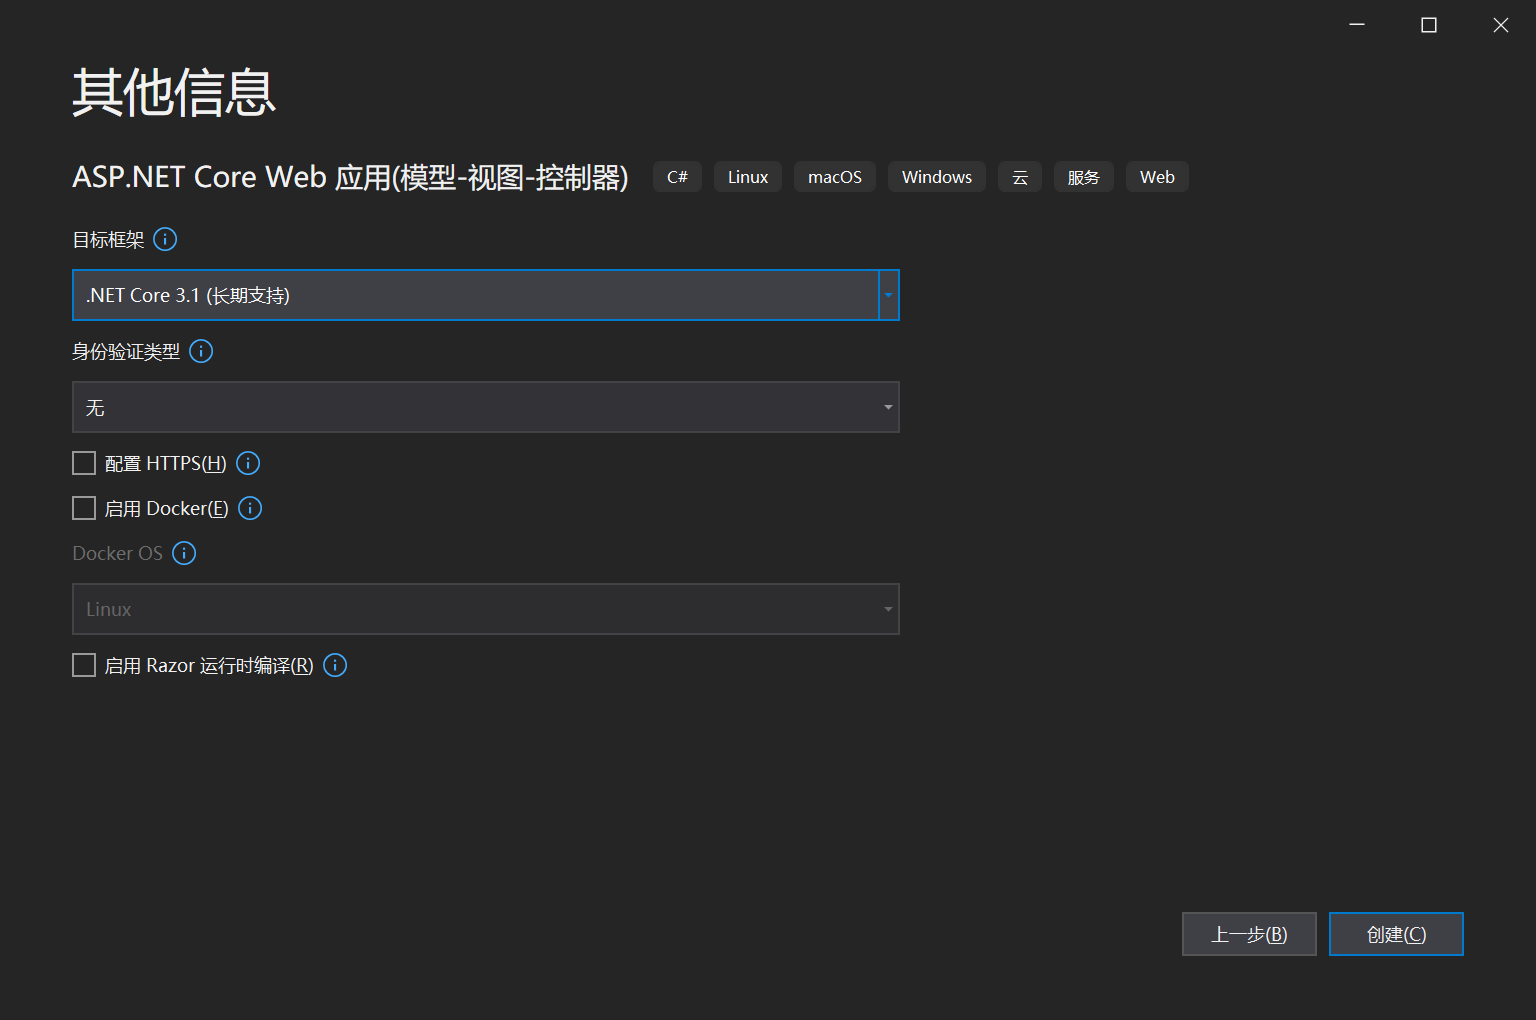 其他信息
ASP.NET Core Web 应用(模型-视图-控制器) C# Linux macOS Windows 云 服务 Web
目标框架
.NET Core 3.1 (长期支持)
身份验证类型
无
配置 HTTPS(H)
启用 Docker(E)
Docker OS
Linux
启用 Razor 运行时编译(R)
上一步(B) 创建(C)